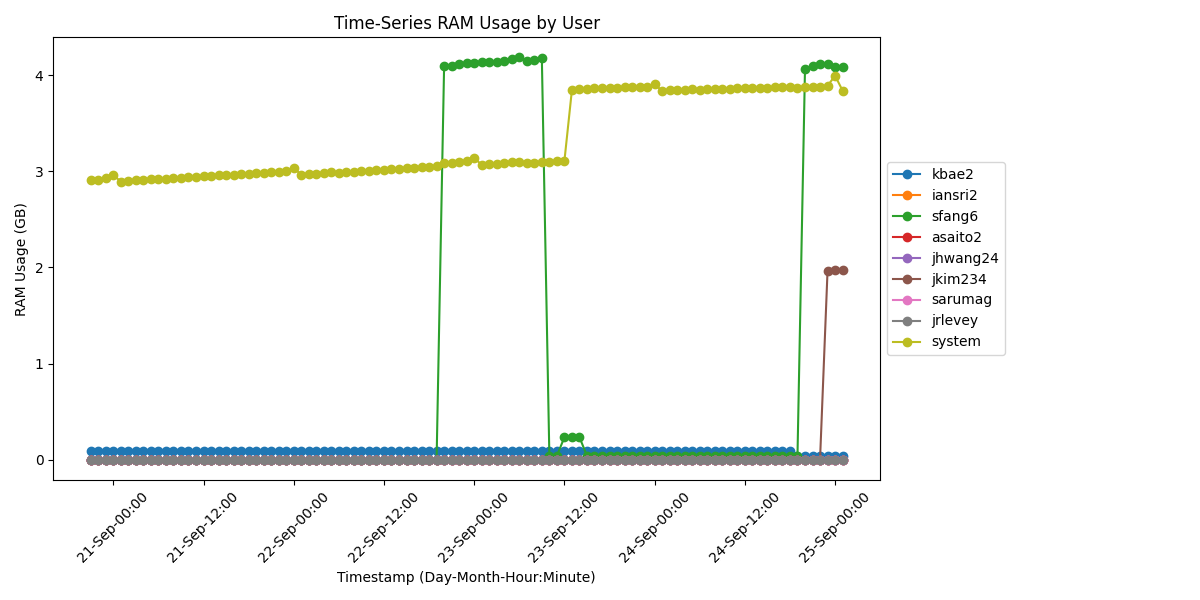 Time-Series RAM Usage by User
RAM Usage (GB)
4
3
2
1
0
21-Sep-00:00
21-Sep-12:00
22-Sep-00:00
22-Sep-12:00
23-Sep-00:00
23-Sep-12:00
24-Sep-00:00
24-Sep-12:00
25-Sep-00:00
Timestamp (Day-Month-Hour:Minute)
kbae2
iansri2
sfang6
asaito2
jhwang24
jkim234
sarumag
jrlevey
system